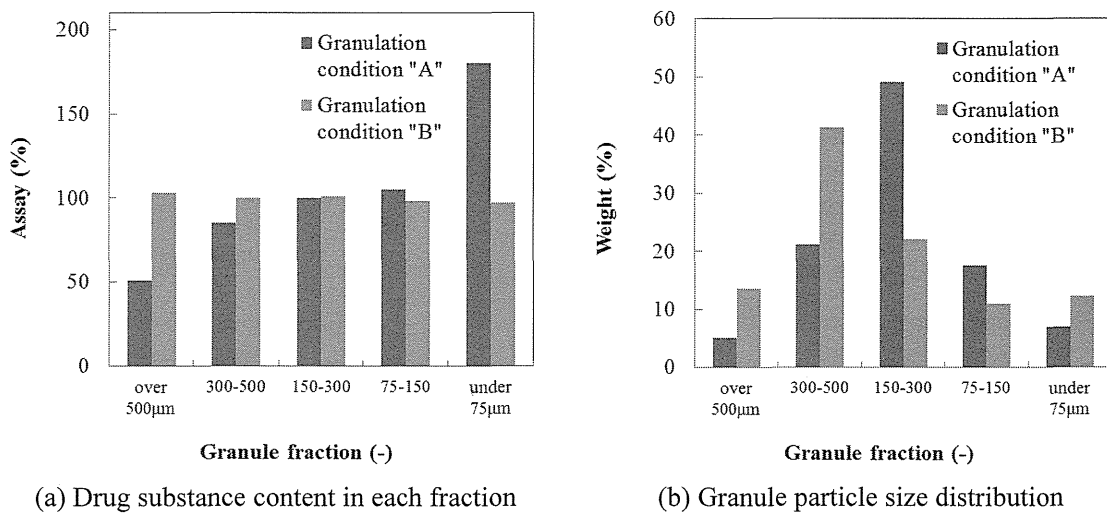 200
150
100
50
0
Assay (%)
Granulation
condition "A"
Granulation
condition "B"
over
500μm
300-500
150-300
75-150
under
75μm
Granule fraction (-)
(a) Drug substance content in each fraction
60
50
40
30
20
10
0
Weight (%)
Granulation
condition "A"
Granulation
condition "B"
over
500μm
300-500
150-300
75-150
under
75μm
Granule fraction (-)
(b) Granule particle size distribution